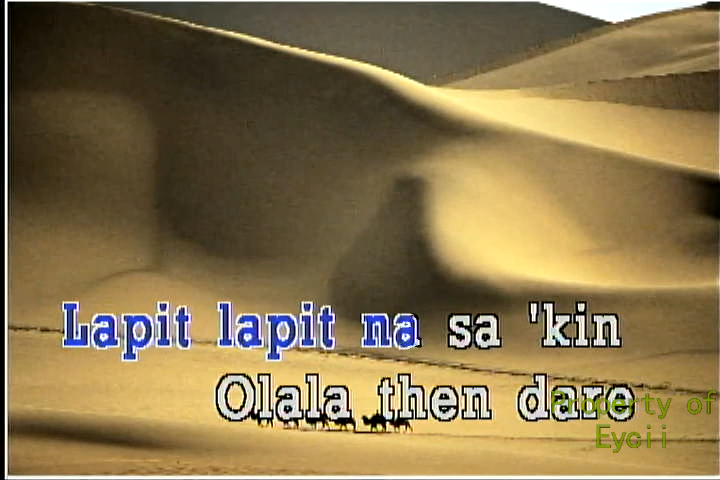 Lapit lapit na sa 'kin
Olala then dare
Property of
Eycii